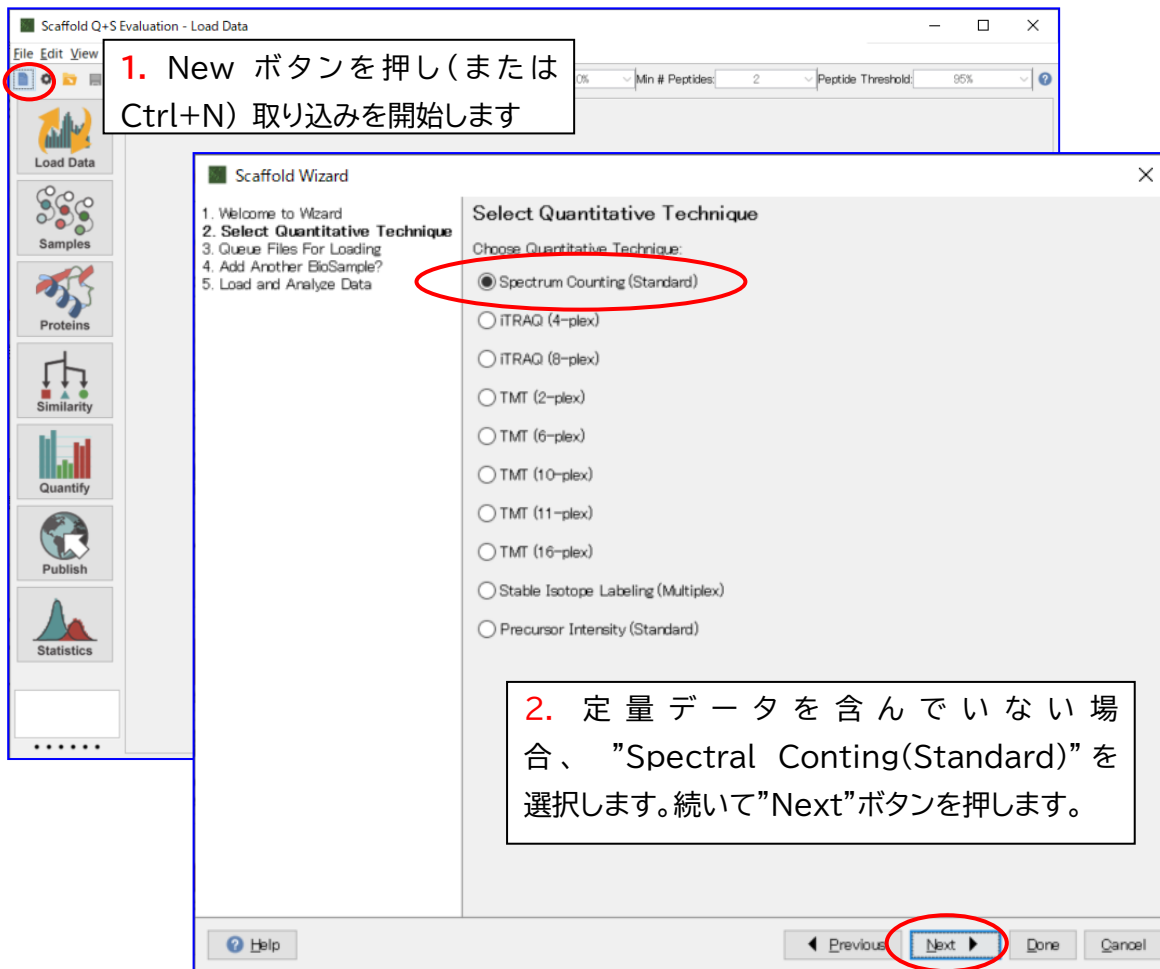 Scaffold Q+S Evaluation - Load Data
File Edit View
1. New ボタンを押し(または
Ctrl+N) 取り込みを開始します
0% Min # Peptides: 2 Peptide Threshold: 95%
Load Data
Samples
Proteins
Similarity
Quantify
Publish
Statistics
Scaffold Wizard
1. Welcome to Wizard
2. Select Quantitative Technique
3. Queue Files For Loading
4. Add Another BioSample?
5. Load and Analyze Data
Select Quantitative Technique
Choose Quantitative Technique:
Spectrum Counting (Standard)
iTRAQ (4-plex)
iTRAQ (8-plex)
TMT (2-plex)
TMT (6-plex)
TMT (10-plex)
TMT (11-plex)
TMT (16-plex)
Stable Isotope Labeling (Multiplex)
Precursor Intensity (Standard)
2. 定量データを含んでいない場
合、 ”Spectral Conting(Standard)”を
選択します。続いて”Next”ボタンを押します。
Help Previous Next Done Cancel